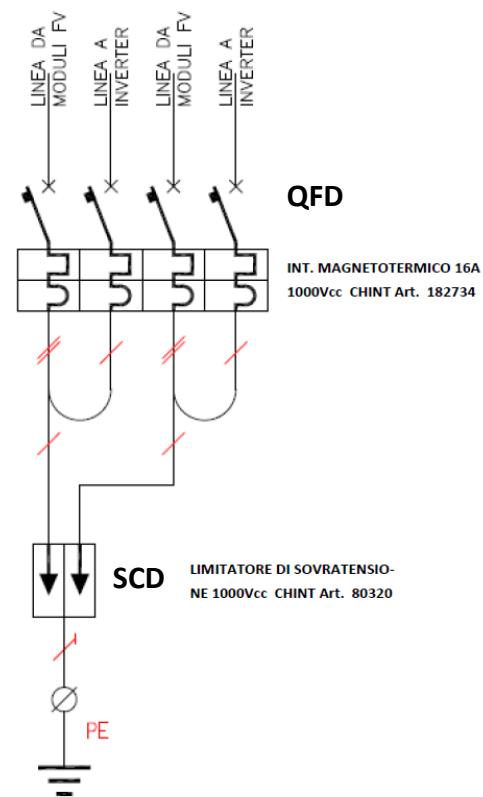 LINEA DA
MODULI FV
LINEA A
INVERTER
LINEA DA
MODULI FV
LINEA A
INVERTER
QFD
INT. MAGNETOTERMICO 16A
1000Vcc CHINT Art. 182734
SCD
LIMITATORE DI SOVRATENSIO-
NE 1000Vcc CHINT Art. 80320
PE